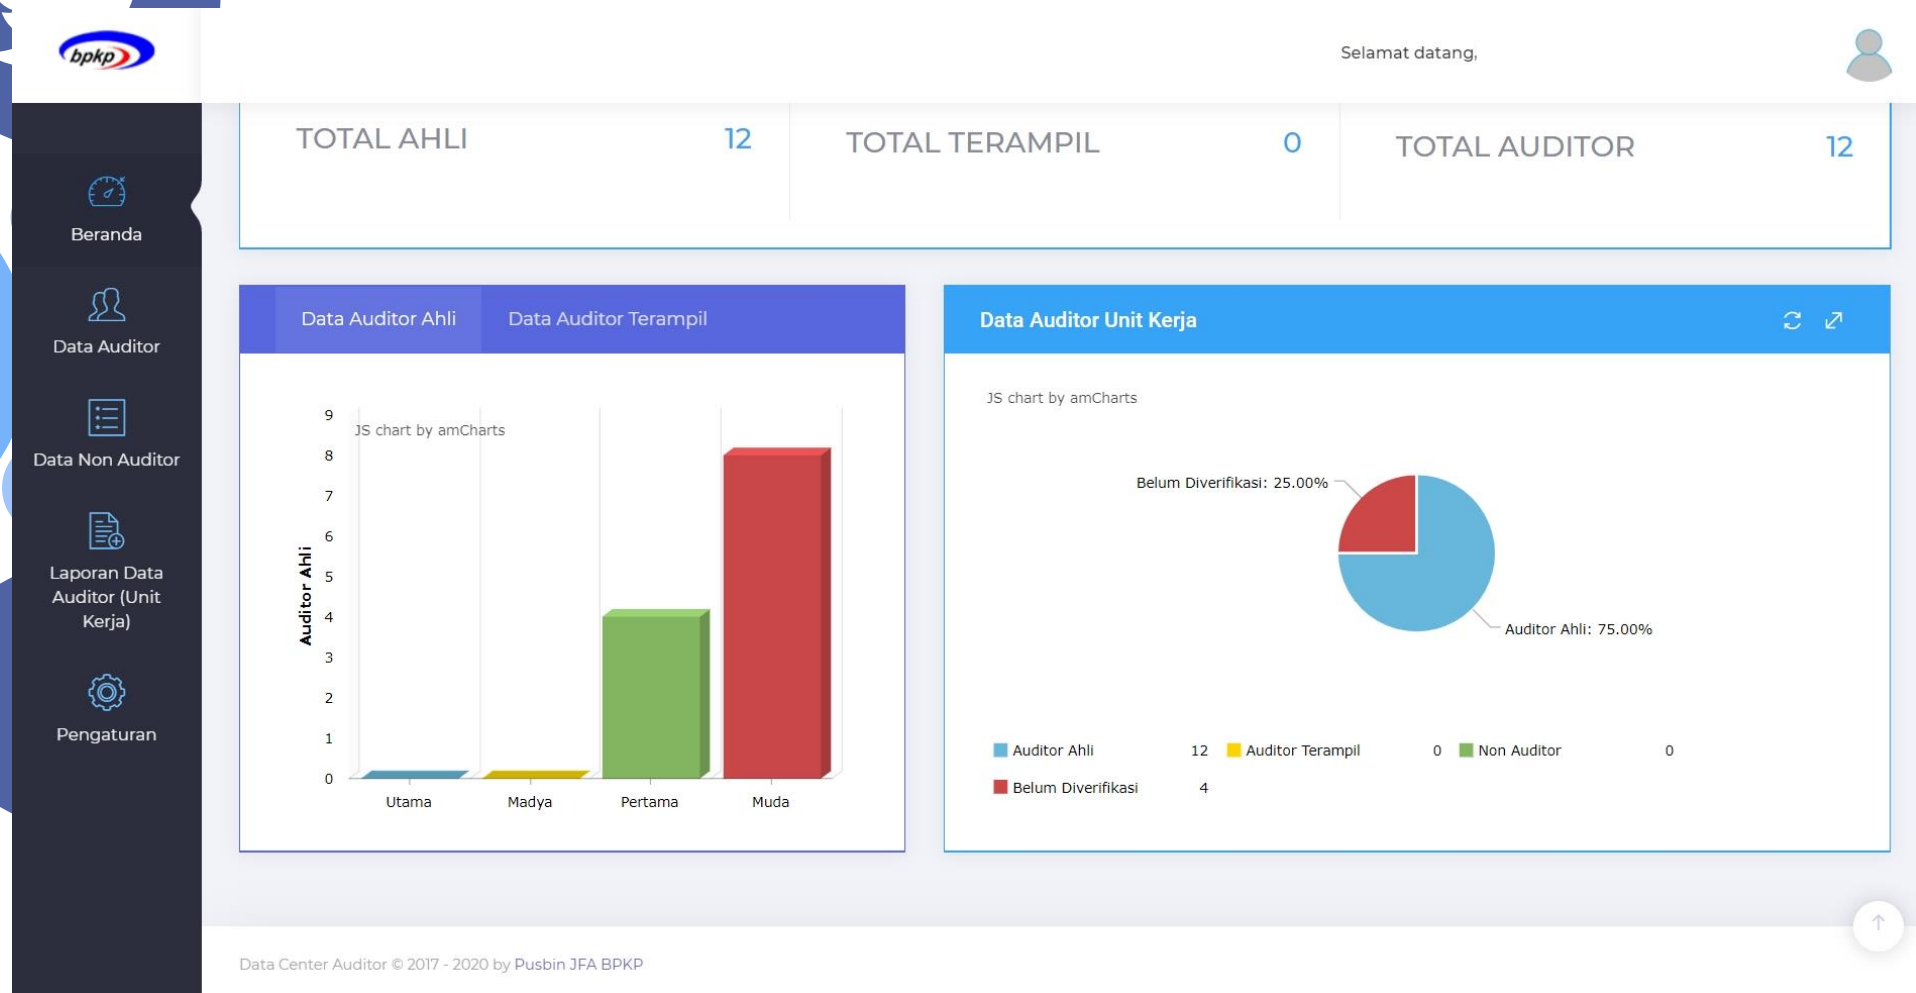 bpkp
Selamat datang,
TOTAL AHLI 12
TOTAL TERAMPIL 0
TOTAL AUDITOR 12
Beranda
Data Auditor
Data Non Auditor
Laporan Data
Auditor (Unit
Kerja)
Pengaturan
Data Auditor Ahli
Data Auditor Terampil
JS chart by amCharts
Auditor Ahli
9
8
7
6
5
4
3
2
1
0
Utama Madya Pertama Muda
Data Auditor Unit Kerja
JS chart by amCharts
Belum Diverifikasi: 25.00%
Auditor Ahli: 75.00%
Auditor Ahli 12 Auditor Terampil 0 Non Auditor 0
Belum Diverifikasi 4
Data Center Auditor © 2017 - 2020 by Pusbin JFA BPKP